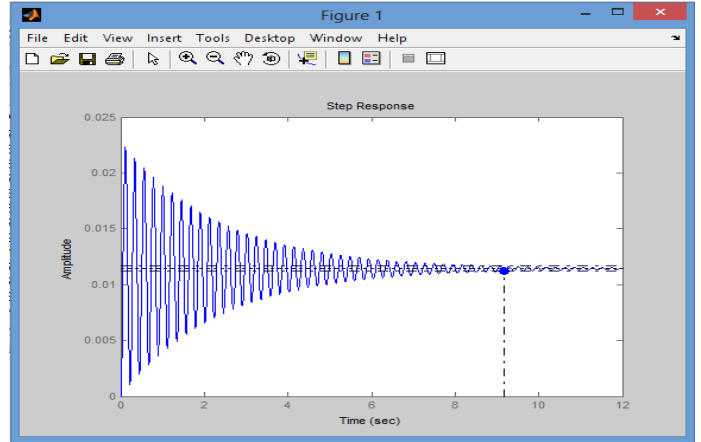 Figure 1
File Edit View Insert Tools Desktop Window Help
Step Response
Amplitude
0.025
0.02
0.015
0.01
0.005
0
0 2 4 6 8 10 12
Time (sec)